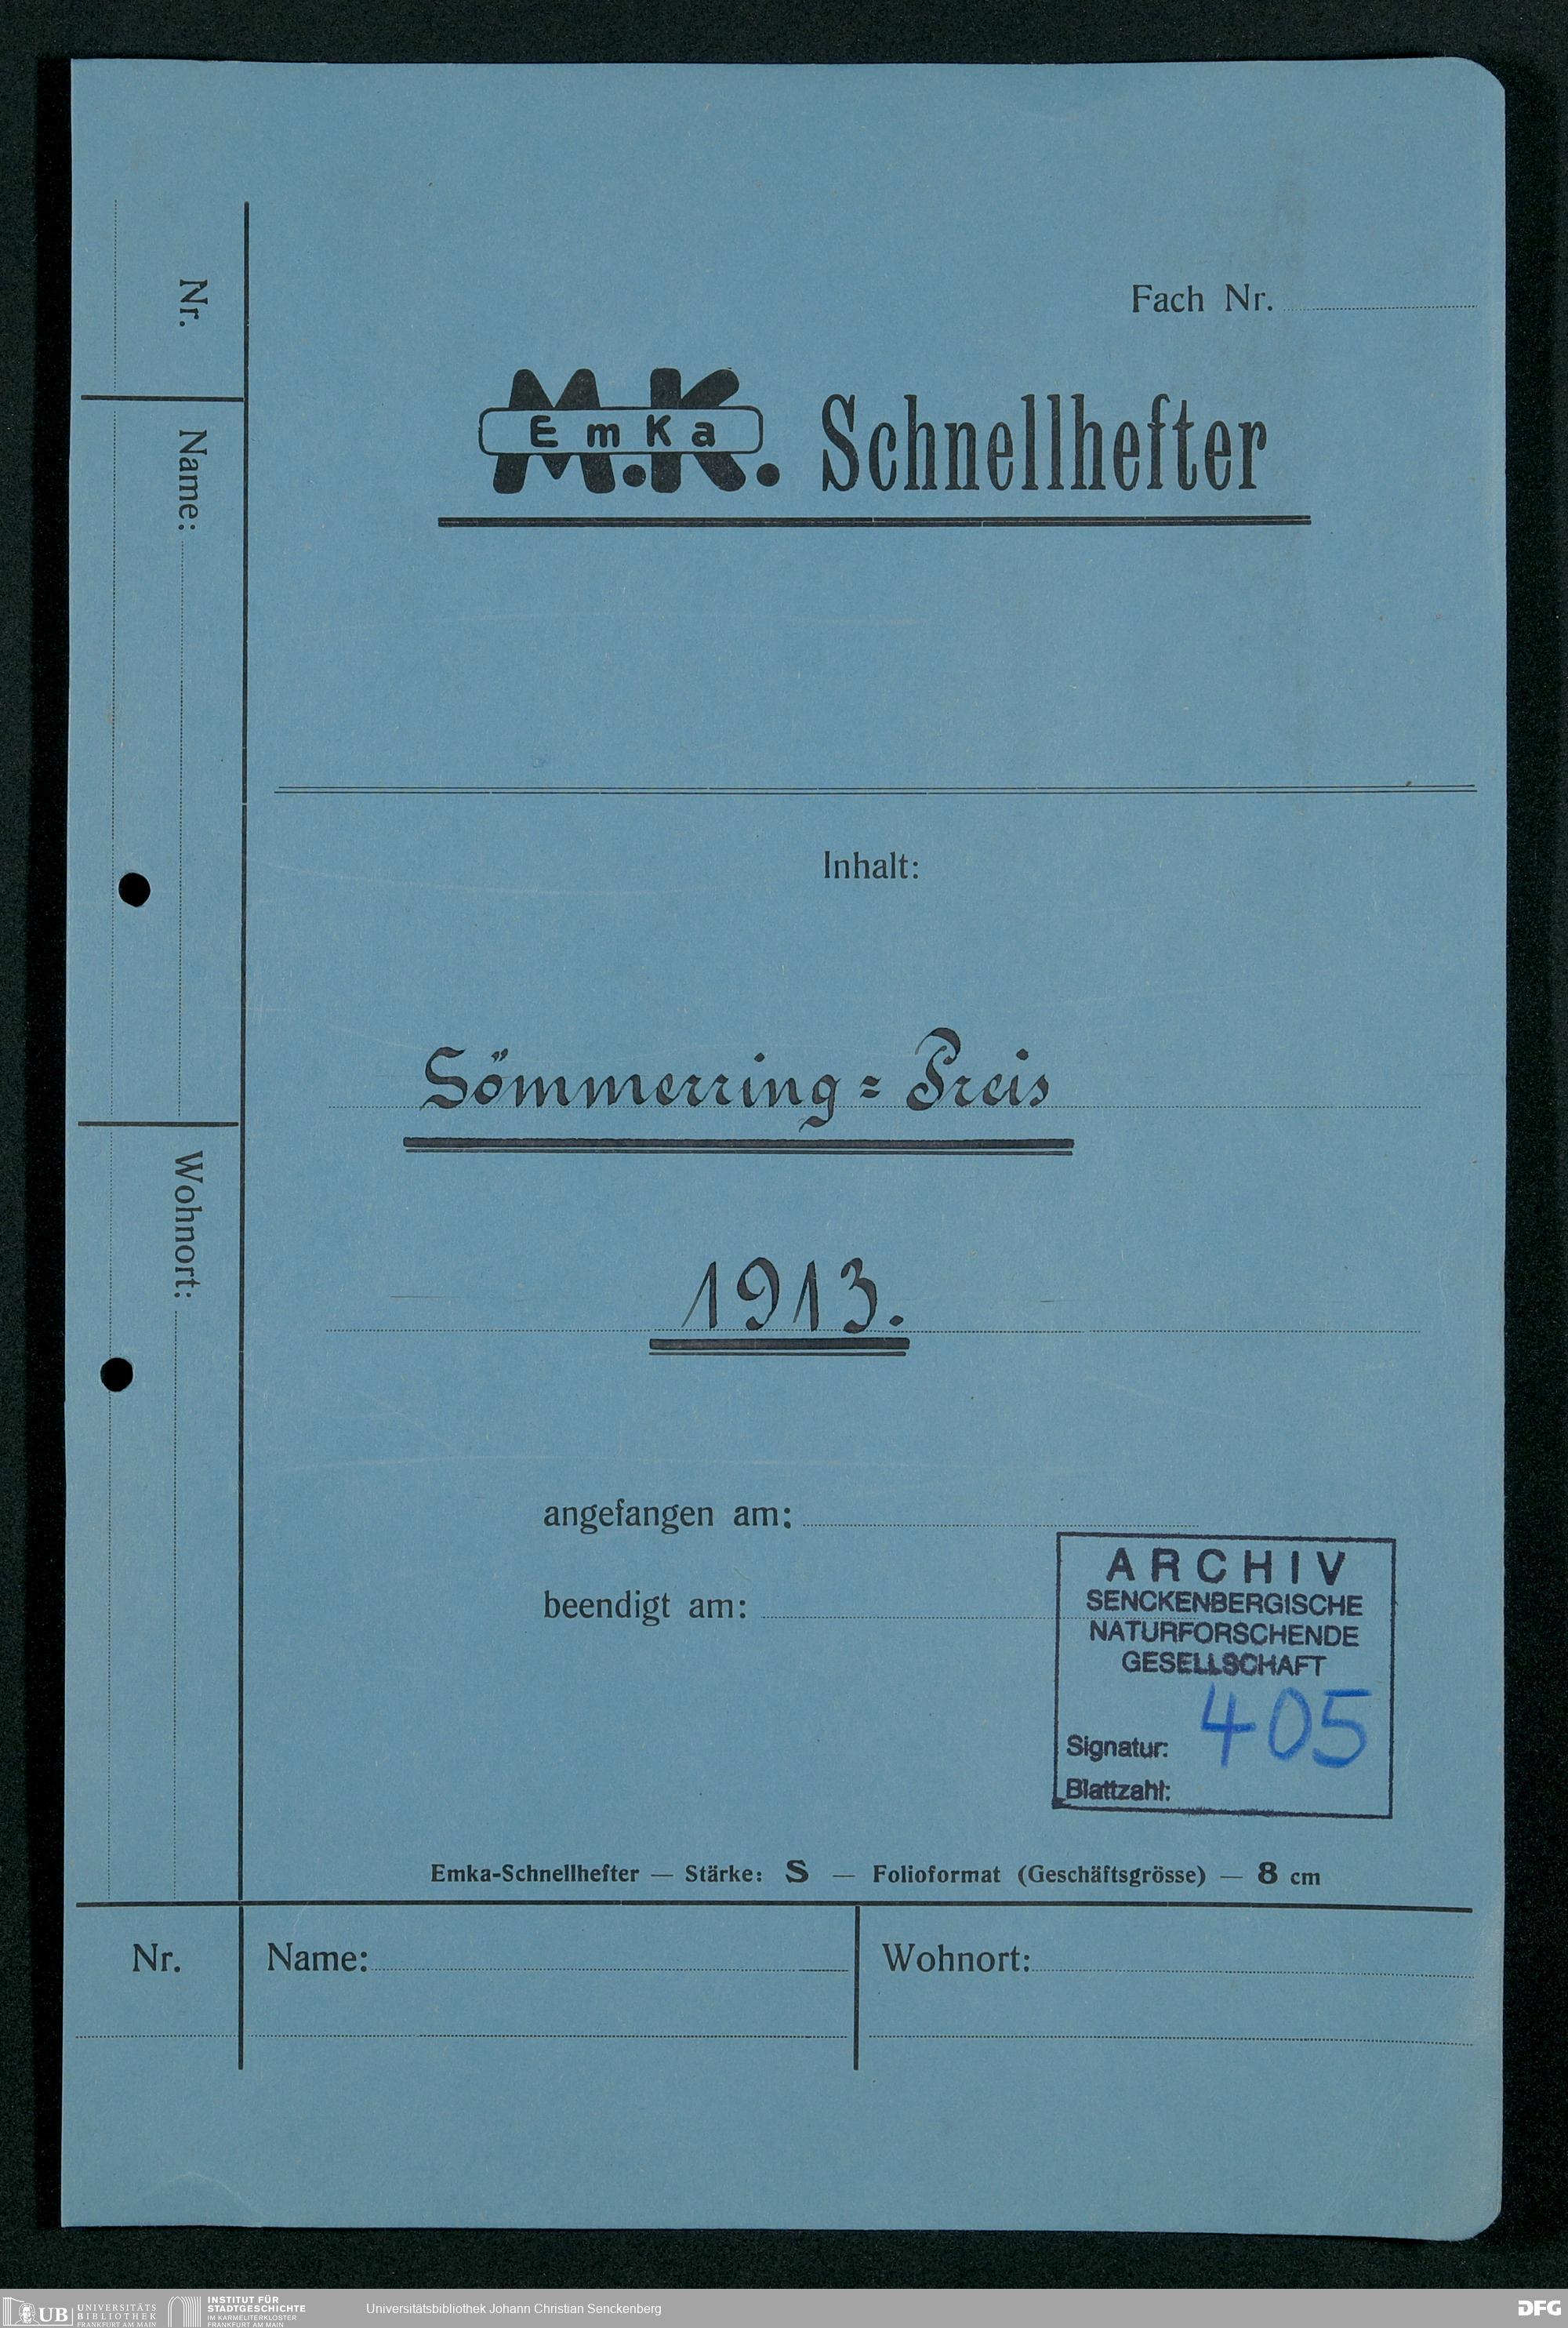 Fach Nr.
M.K.
EmKa
Schnellhefter
Inhalt:
Sömmerring = Preis
1913.
angefangen am:
beendigt am:
ARCHIV
SENCKENBERGISCHE
NATURFORSCHENDE
GESELLSCHAFT
Signatur: 405
Blattzahl:
Emka-Schnellhefter — Stärke: S — Folioformat (Geschäftsgrösse) — 8 cm
Nr.
Name:
Wohnort:
Nr.
Name:
Wohnort:
UB
UNIVERSITÄTS
BIBLIOTHEK
FRANKFURT AM MAIN
INSTITUT FÜR
STADTGESCHICHTE
IM KARMELITERKLOSTER
FRANKFURT AM MAIN
Universitätsbibliothek Johann Christian Senckenberg
DFG